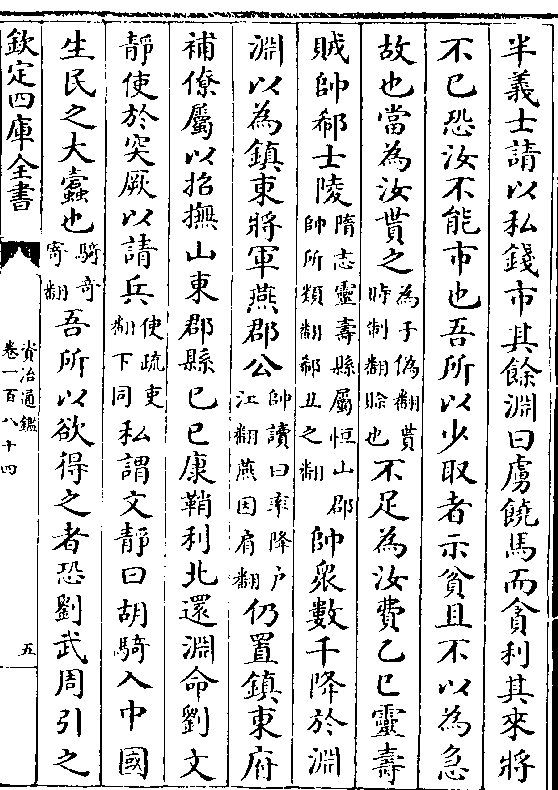 半義士請以私錢市其餘淵曰虜饒馬而貪利其來將
不已恐汝不能市也吾所以少取者示貧且不以為急
故也當為汝貰之為于偽翻貰時制翻賒也不足為汝費乙巳靈壽
賊帥郗士陵隋志靈壽縣屬恒山郡帥所類翻郗丑之翻帥衆數千降於淵
淵以為鎮東將軍燕郡公帥讀曰率降户江翻燕因肩翻仍置鎮東府
補僚屬以招撫山東郡縣己巳康鞘利北還淵命劉文
靜使於突厥以請兵使疏吏翻下同私謂文靜曰胡騎入中國
生民之大蠹也騎奇寄翻吾所以欲得之者恐劉武周引之
欽定四庫全書
資治通鑑
卷一百八十四
五